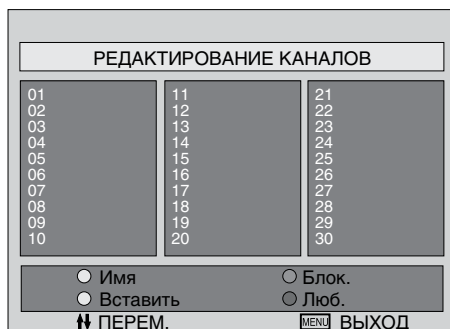 РЕДАКТИРОВАНИЕ КАНАЛОВ
01 11 21
02 12 22
03 13 23
04 14 24
05 15 25
06 16 26
07 17 27
08 18 28
09 19 29
10 20 30
Имя Блок.
Вставить Люб.
ПЕРЕМ. MENU ВЫХОД